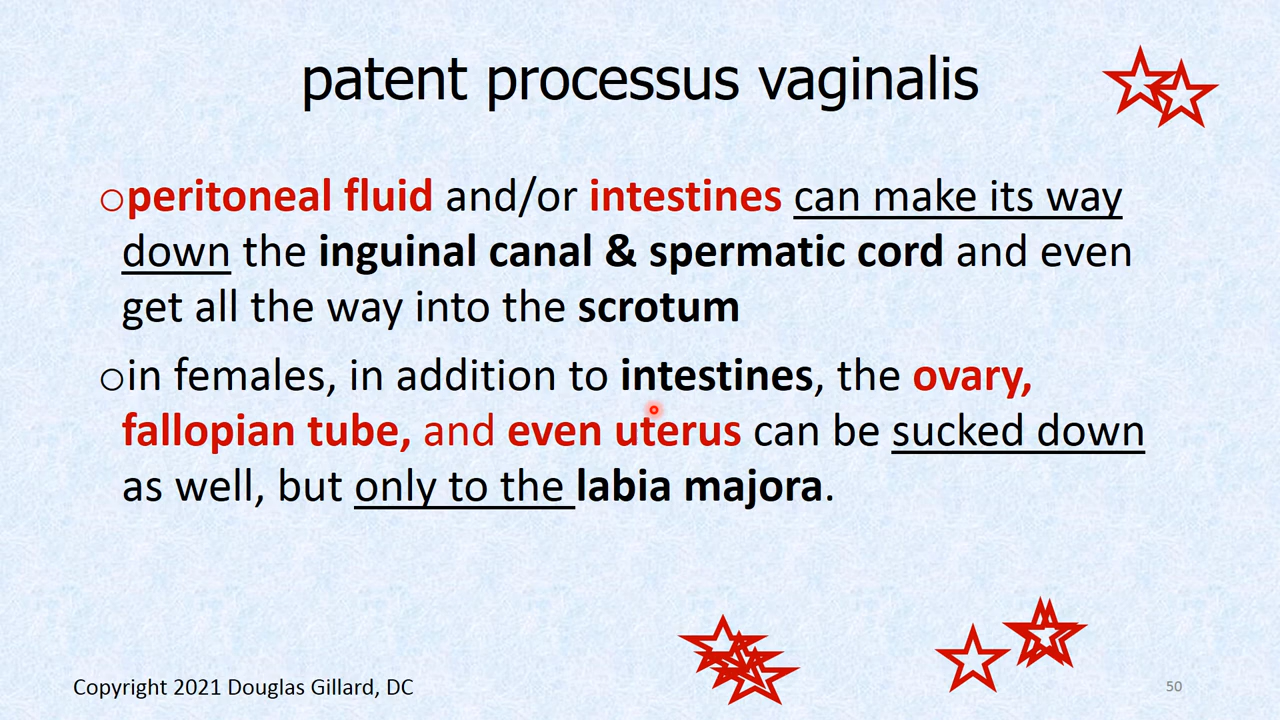 patent processus vaginalis
○peritoneal fluid and/or intestines can make its way
down the inguinal canal & spermatic cord and even
get all the way into the scrotum
○in females, in addition to intestines, the ovary,
fallopian tube, and even uterus can be sucked down
as well, but only to the labia majora.
Copyright 2021 Douglas Gillard, DC
50